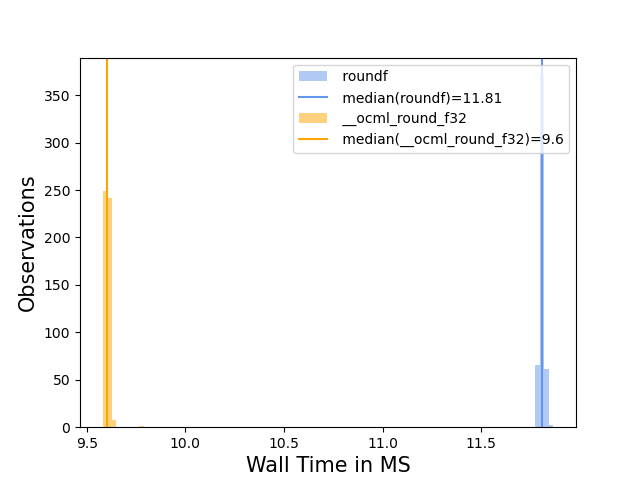 roundf
median(roundf)=11.81
__ocml_round_f32
median(__ocml_round_f32)=9.6
350
300
250
200
150
100
50
0
Observations
9.5
10.0
10.5
11.0
11.5
Wall Time in MS